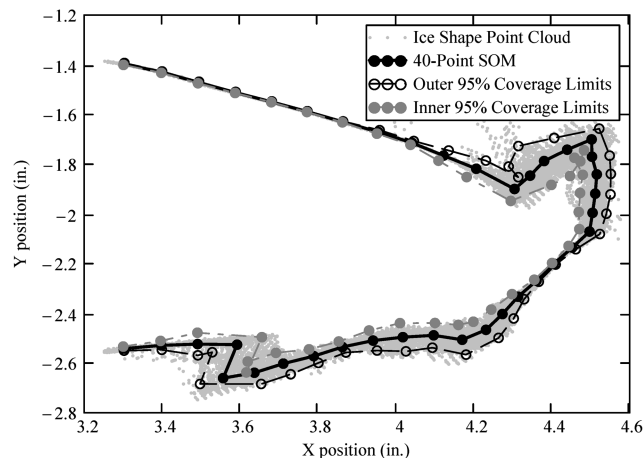 -1.2
-1.4
-1.6
-1.8
-2
-2.2
-2.4
-2.6
-2.8
Y position (in.)
Ice Shape Point Cloud
40-Point SOM
Outer 95% Coverage Limits
Inner 95% Coverage Limits
3.2 3.4 3.6 3.8 4 4.2 4.4 4.6
X position (in.)